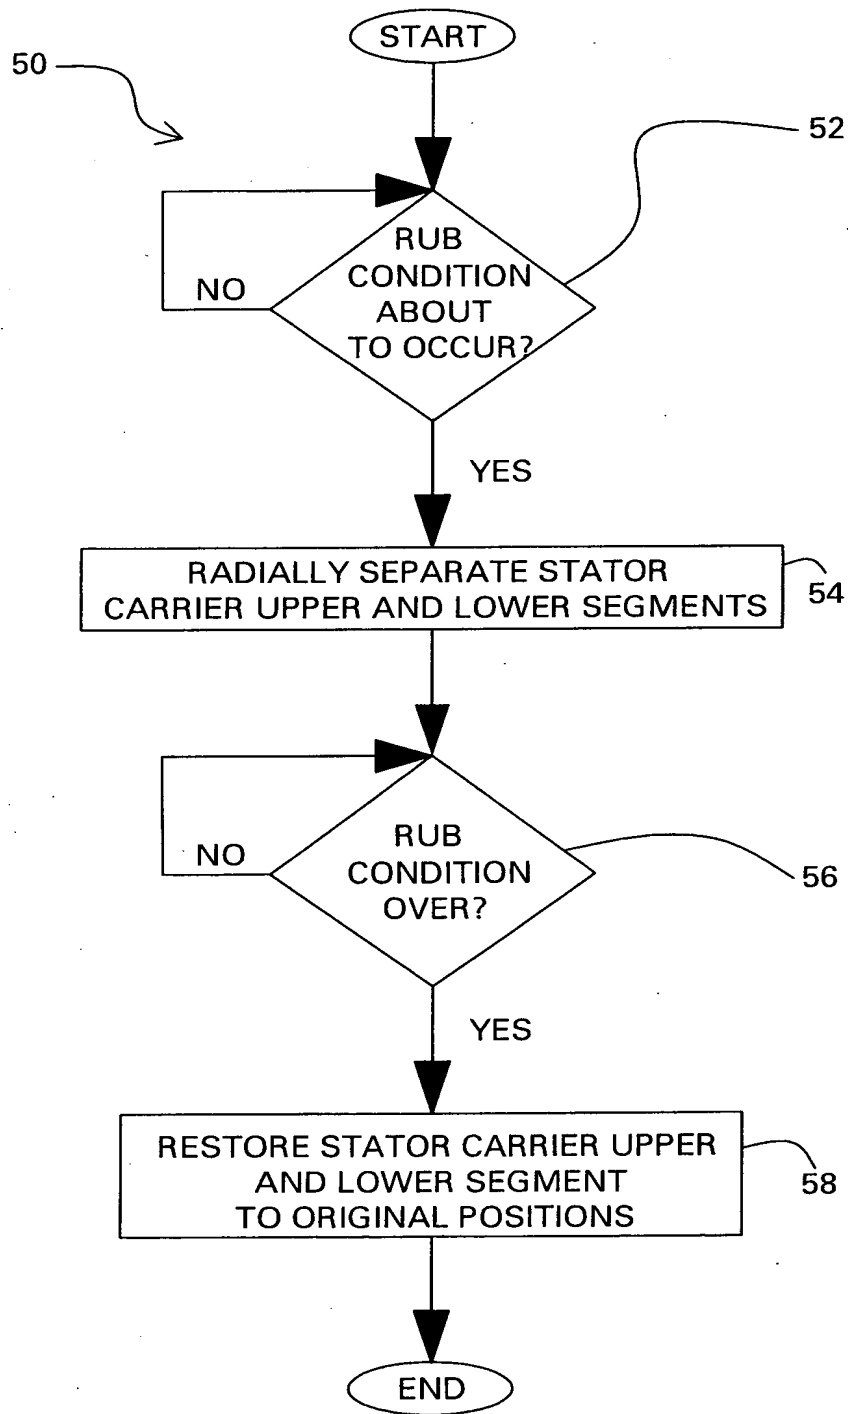 START
50
52
RUB
CONDITION
ABOUT
TO OCCUR?
NO
YES
RADIALLY SEPARATE STATOR
CARRIER UPPER AND LOWER SEGMENTS
54
RUB
CONDITION
OVER?
NO
56
YES
RESTORE STATOR CARRIER UPPER
AND LOWER SEGMENT
TO ORIGINAL POSITIONS
58
END